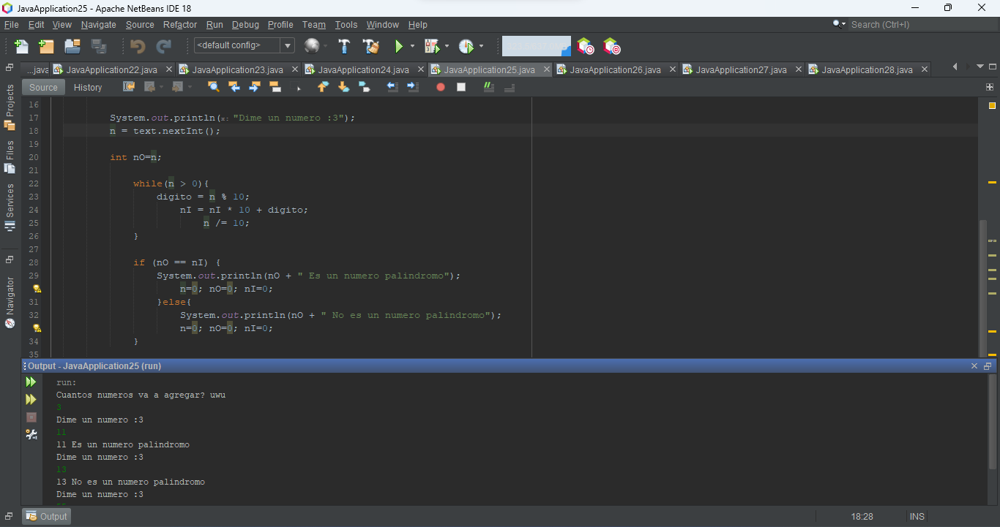 JavaApplication25 - Apache NetBeans IDE 18
File Edit View Navigate Source Refactor Run Debug Profile Team Tools Window Help
Search (Ctrl+I)
<default config>
...java JavaApplication22.java JavaApplication23.java JavaApplication24.java JavaApplication25.java JavaApplication26.java JavaApplication27.java JavaApplication28.java
Source History
Projects
Files
Services
Navigator
16
17 System.out.println(x: "Dime un numero :3");
18 n = text.nextInt();
19
20 int nO=n;
21
22 while(n > 0){
23 digito = n % 10;
24 nI = nI * 10 + digito;
25 n /= 10;
26 }
27
28 if (nO == nI) {
29 System.out.println(nO + " Es un numero palindromo");
n=0; nO=0; nI=0;
31 }else{
32 System.out.println(nO + " No es un numero palindromo");
n=0; nO=0; nI=0;
34 }
35
Output - JavaApplication25 (run)
run:
Cuantos numeros va a agregar? uwu
3
Dime un numero :3
11
11 Es un numero palindromo
Dime un numero :3
13
13 No es un numero palindromo
Dime un numero :3
Output
18:28 INS